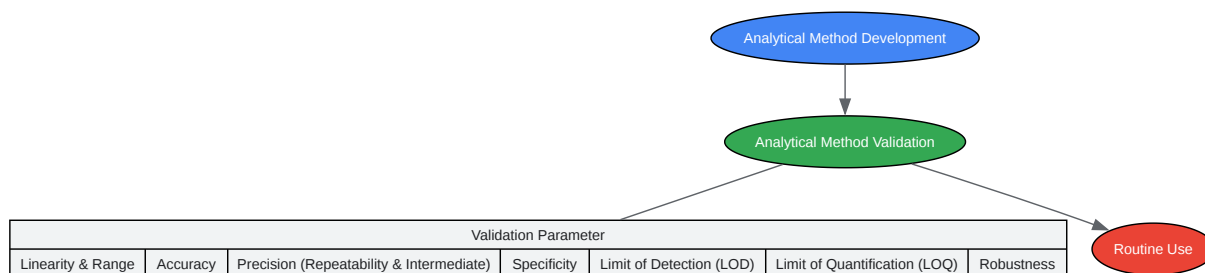 Analytical Method Development
Analytical Method Validation
Validation Parameter
Routine Use
Linearity & Range
Accuracy
Precision (Repeatability & Intermediate)
Specificity
Limit of Detection (LOD)
Limit of Quantification (LOQ)
Robustness